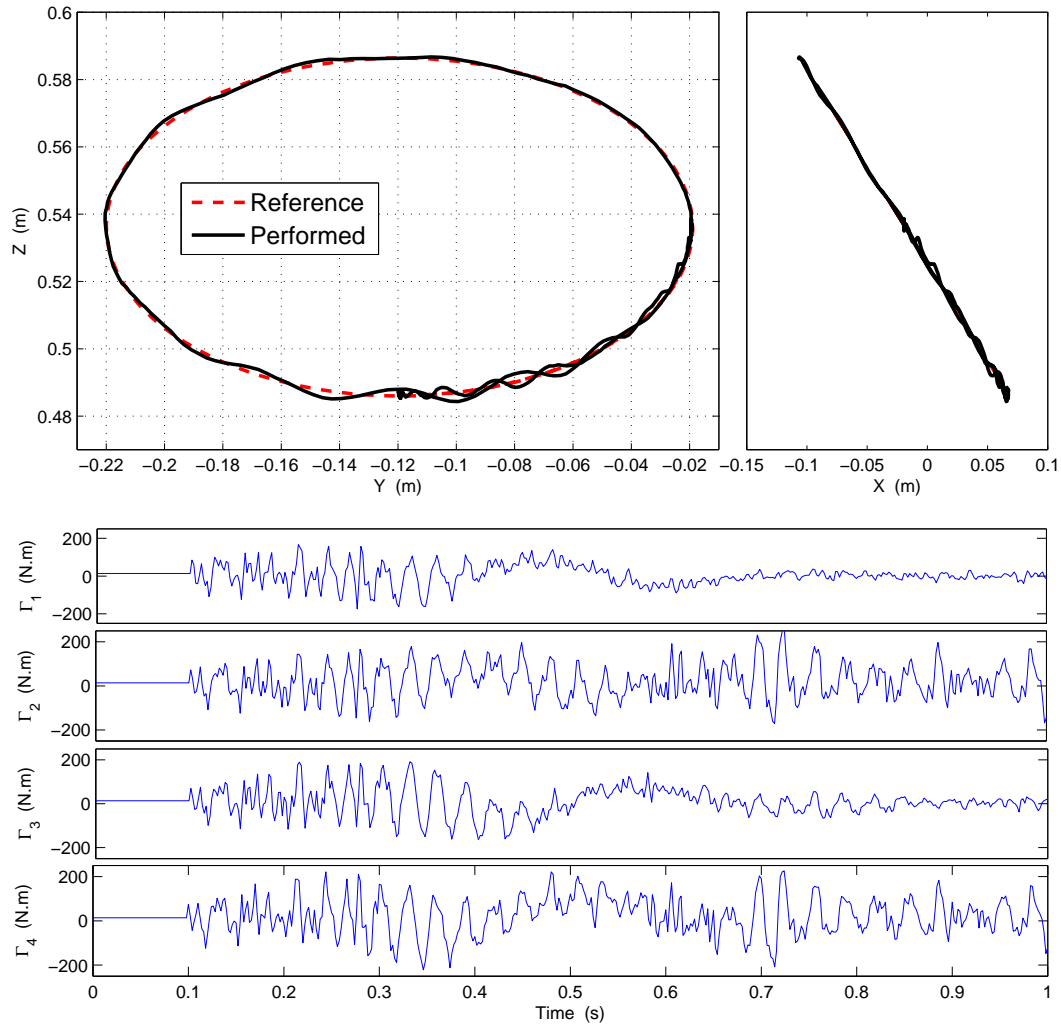 0.6
0.58
0.56
0.54
0.52
0.5
0.48
Z (m)
Reference
Performed
−0.22 −0.2 −0.18 −0.16 −0.14 −0.12 −0.1 −0.08 −0.06 −0.04 −0.02
Y (m)
−0.15 −0.1 −0.05 0 0.05 0.1
X (m)
200
0
−200
Γ1 (N.m)
200
0
−200
Γ2 (N.m)
200
0
−200
Γ3 (N.m)
200
0
−200
Γ4 (N.m)
0 0.1 0.2 0.3 0.4 0.5 0.6 0.7 0.8 0.9 1
Time (s)